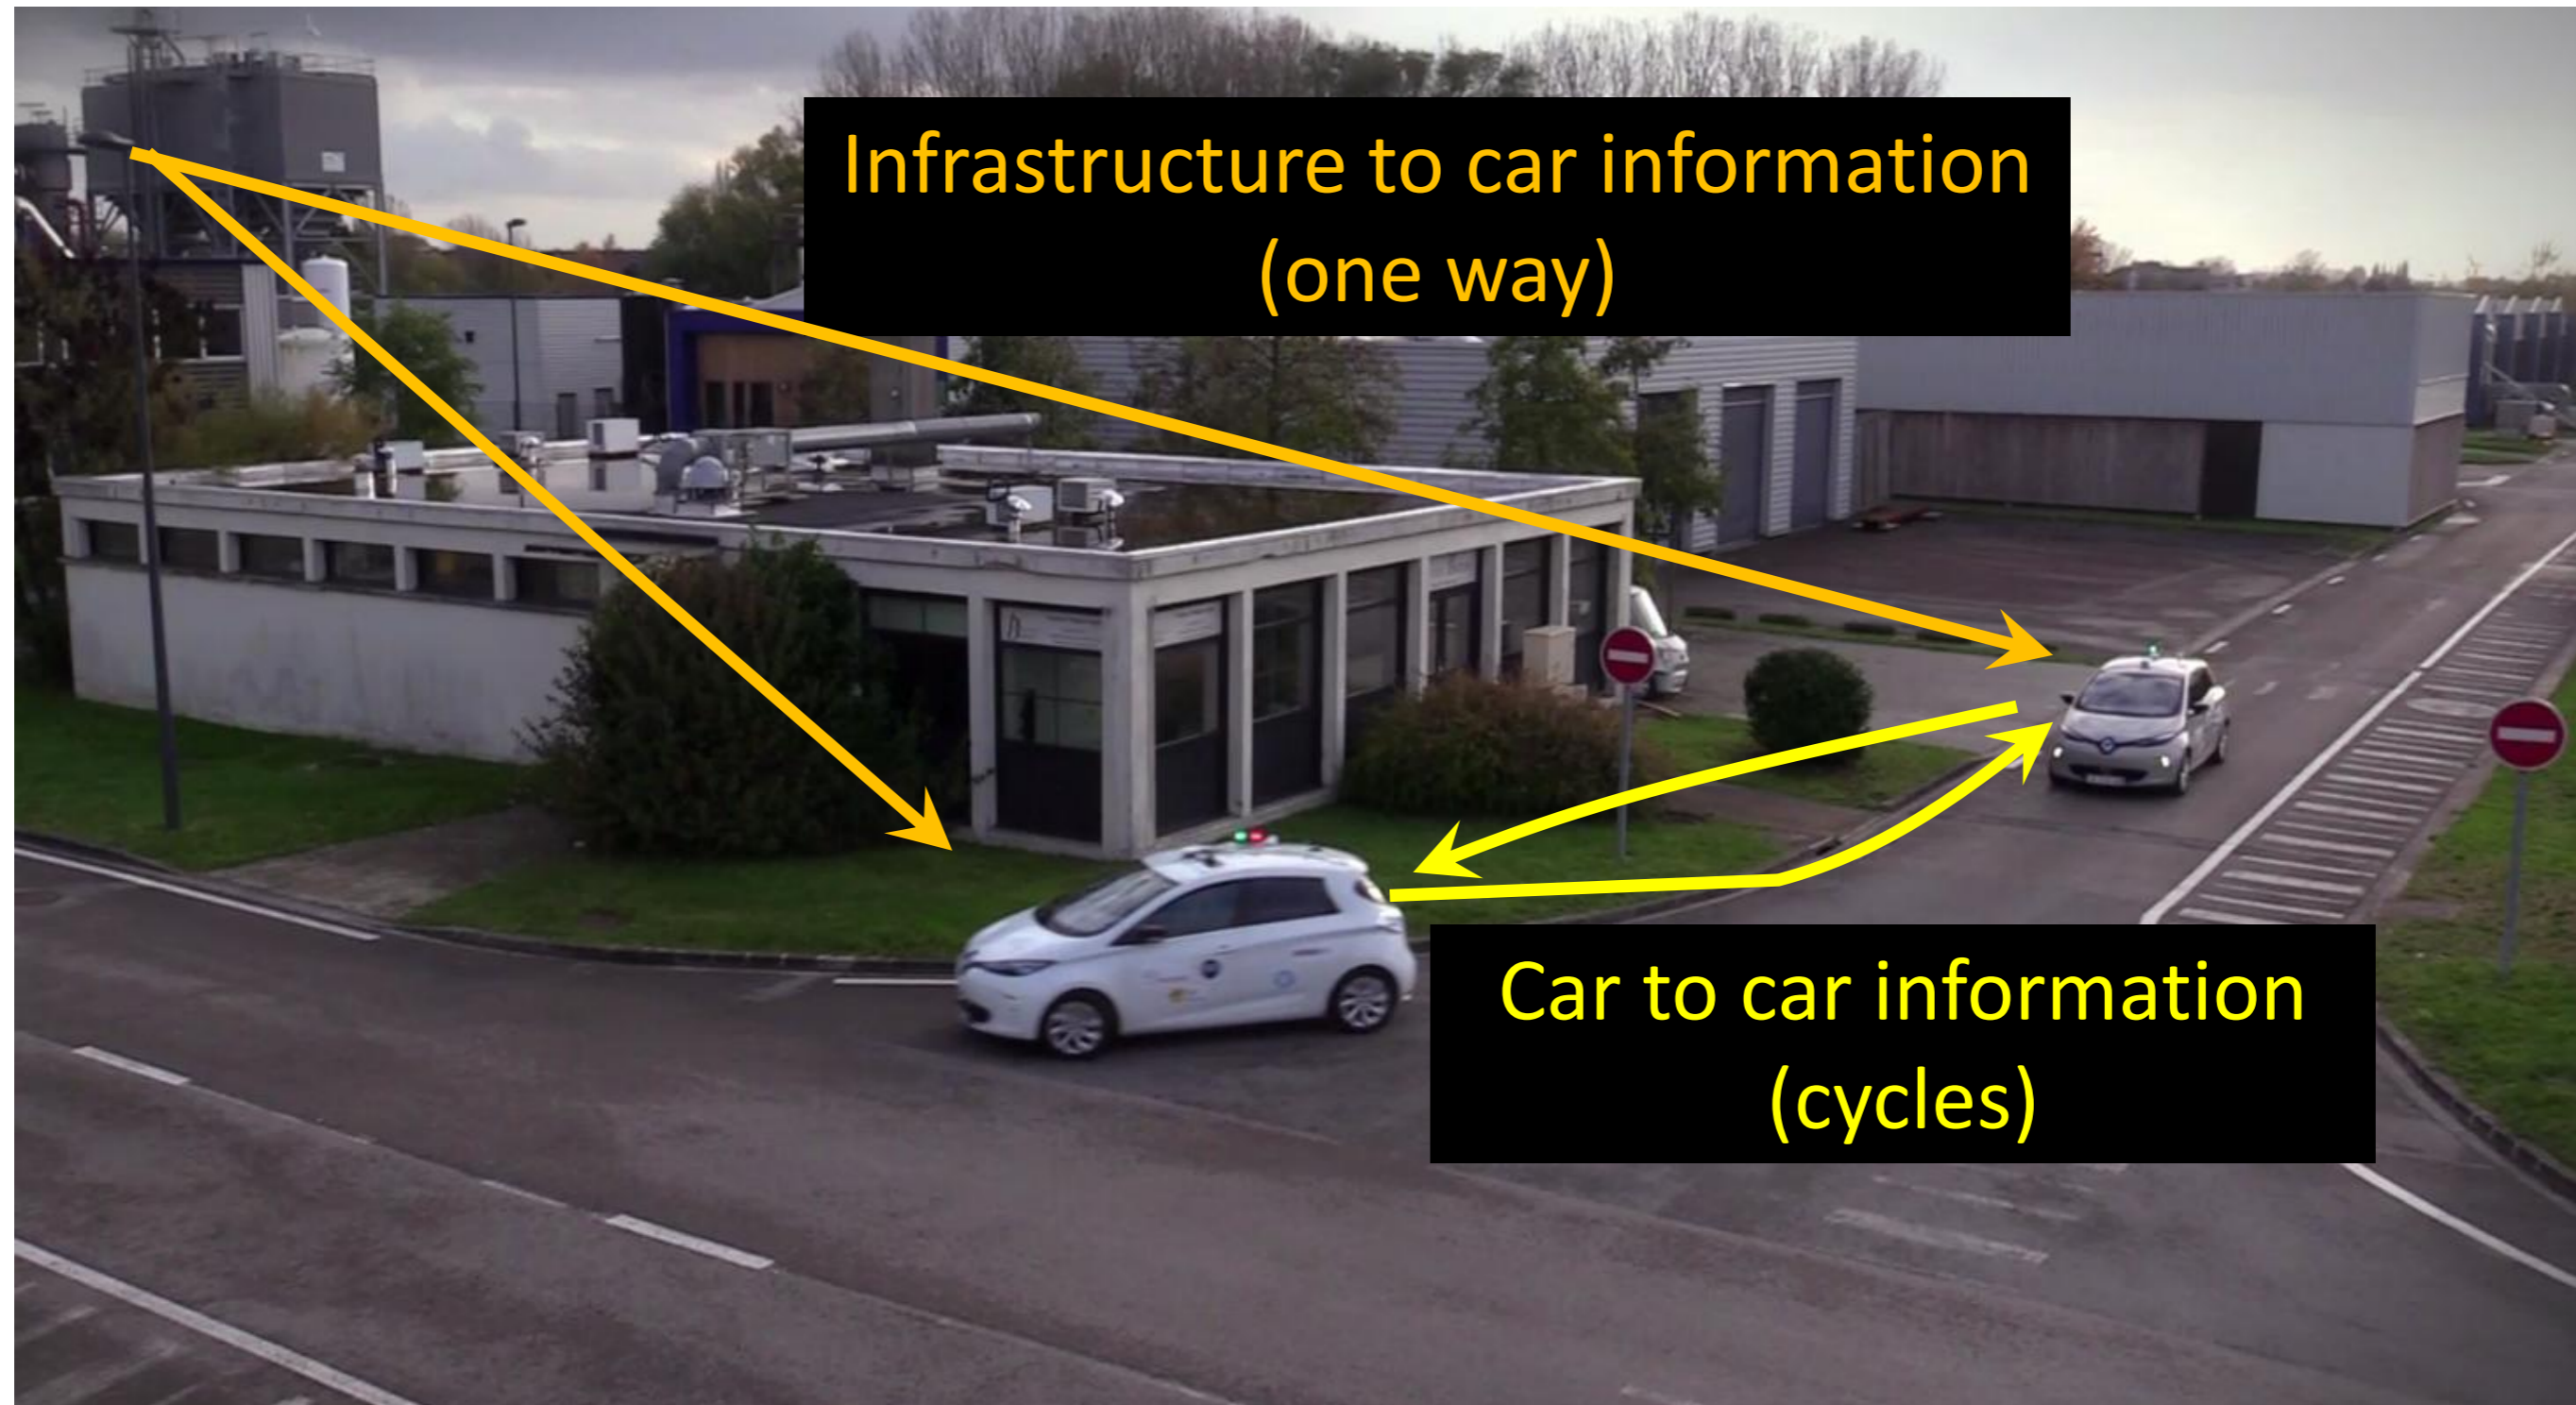 Infrastructure to car information
(one way)
Car to car information
(cycles)